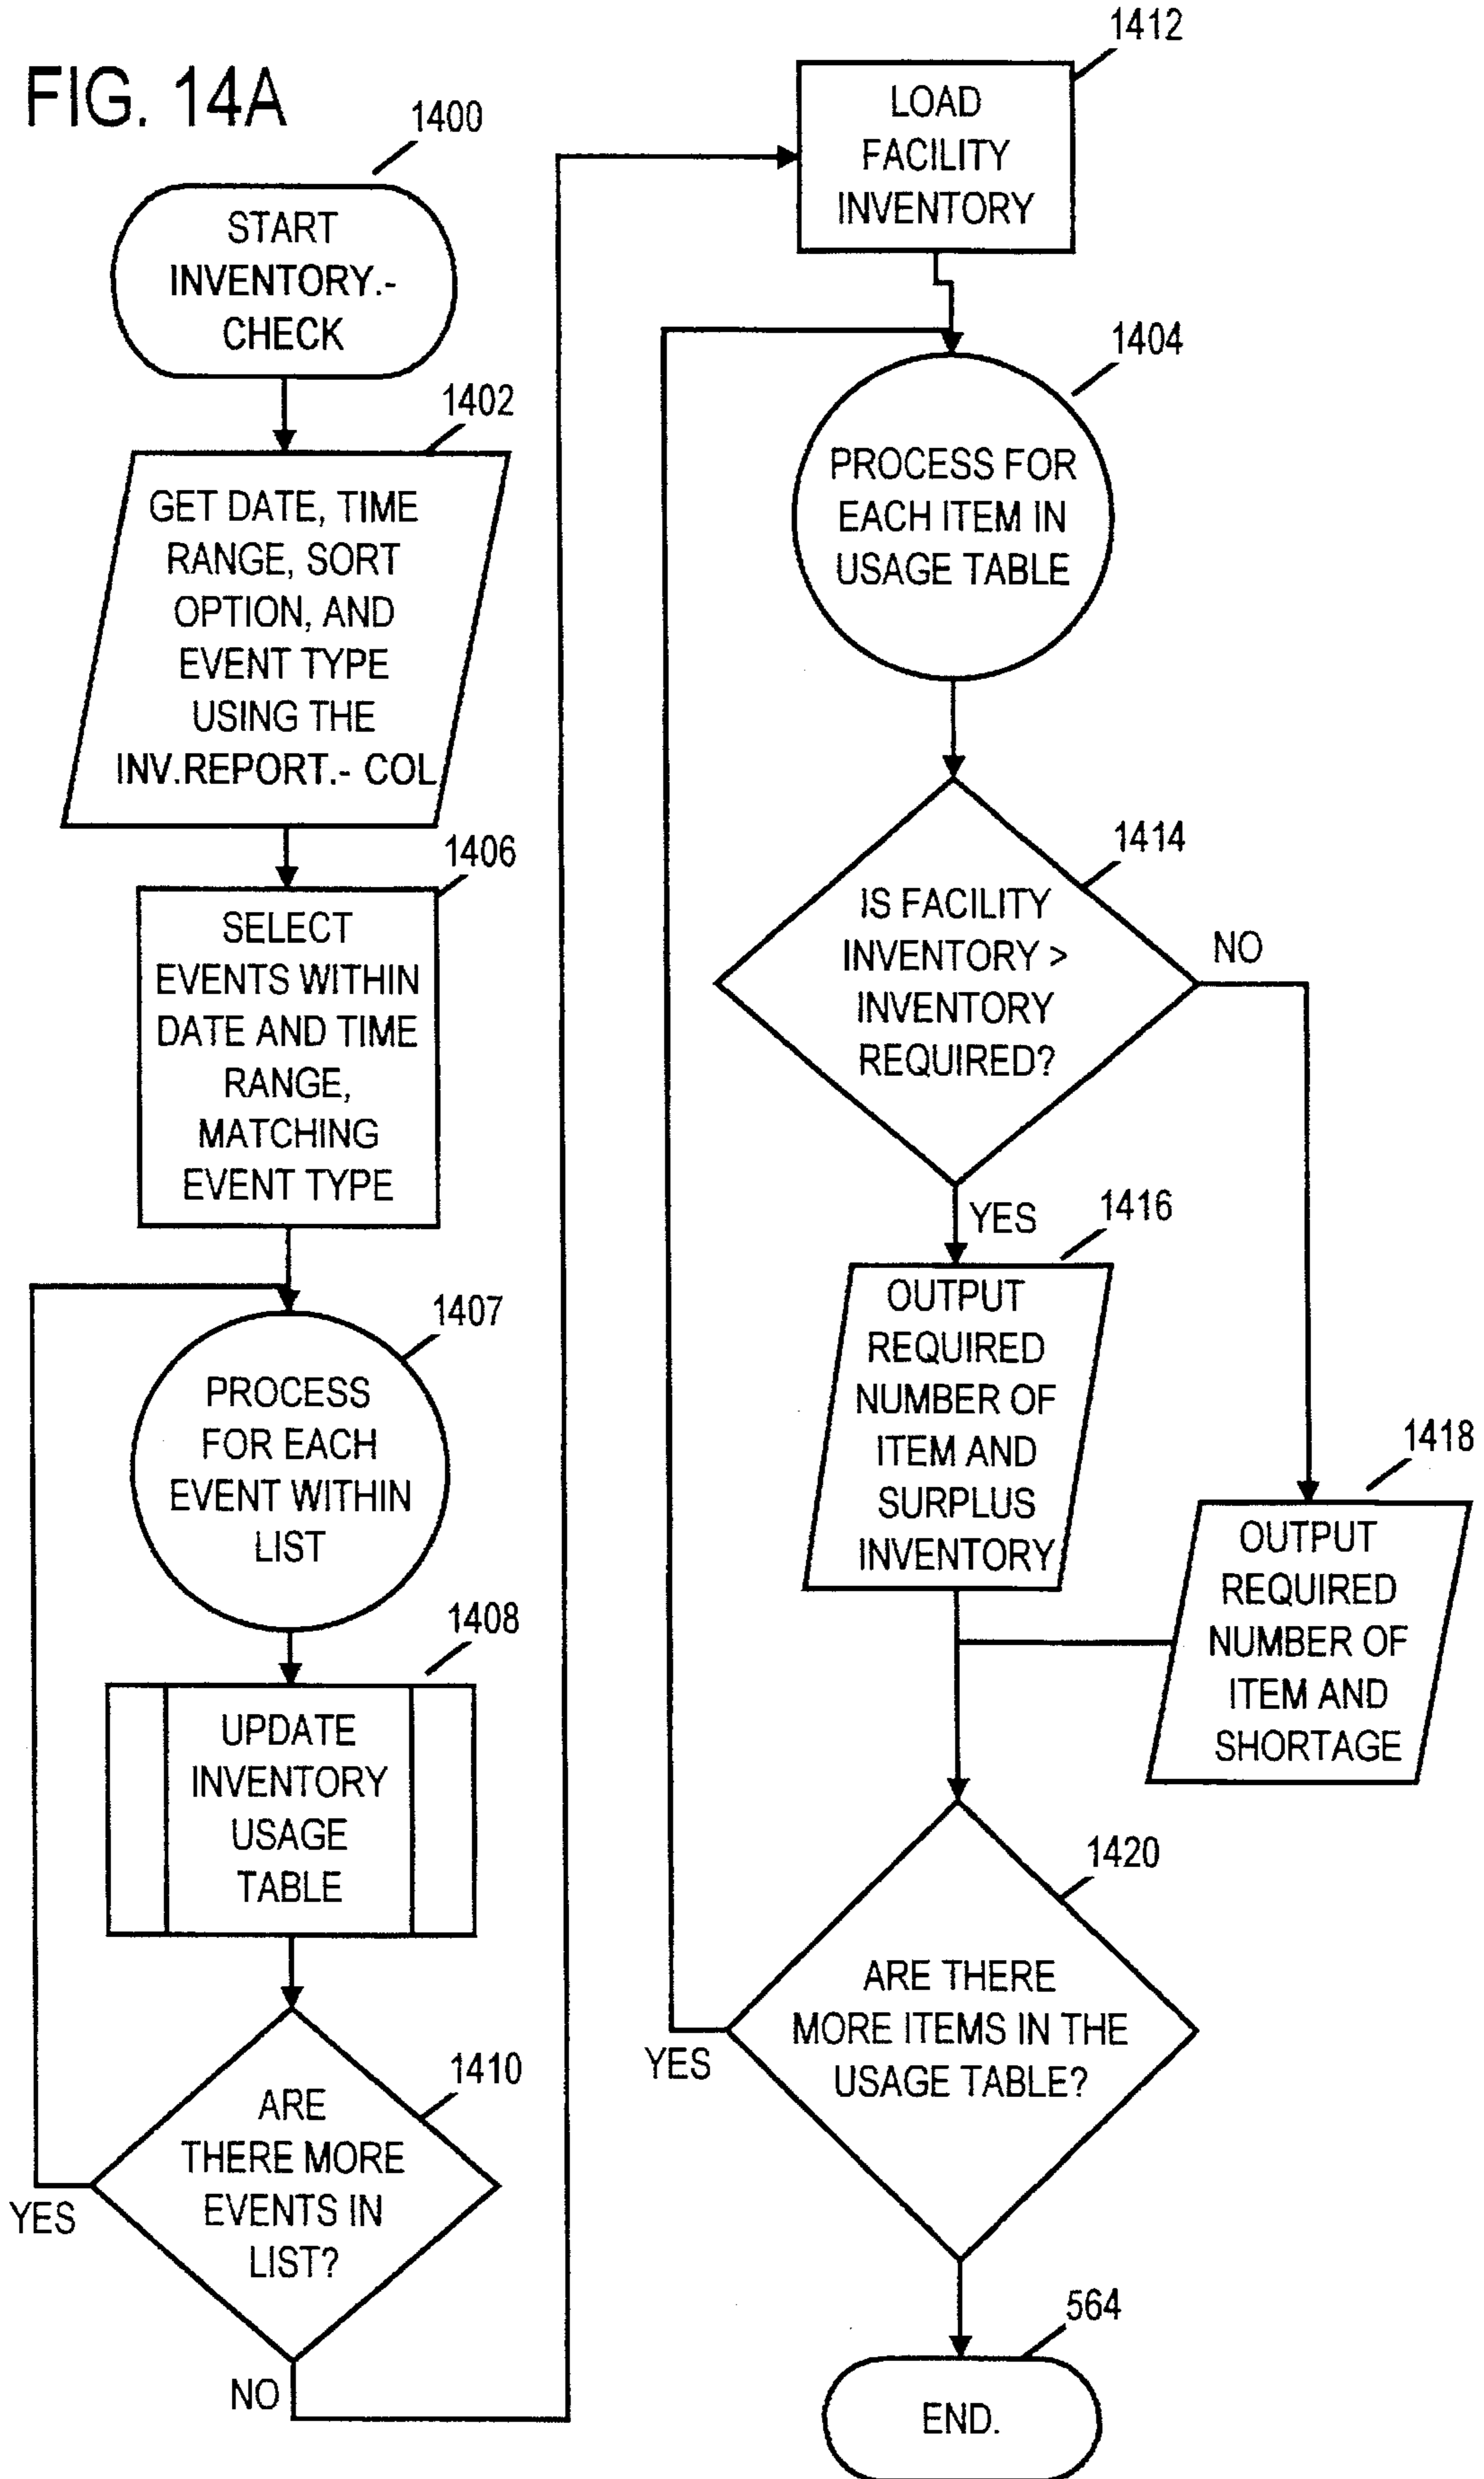 FIG. 14A
1400
START
INVENTORY.-
CHECK
1402
GET DATE, TIME
RANGE, SORT
OPTION, AND
EVENT TYPE
USING THE
INV.REPORT.- COL
1406
SELECT
EVENTS WITHIN
DATE AND TIME
RANGE,
MATCHING
EVENT TYPE
1407
PROCESS
FOR EACH
EVENT WITHIN
LIST
1408
UPDATE
INVENTORY
USAGE
TABLE
1410
ARE
THERE MORE
EVENTS IN
LIST?
YES
NO
1412
LOAD
FACILITY
INVENTORY
1404
PROCESS FOR
EACH ITEM IN
USAGE TABLE
1414
IS FACILITY
INVENTORY >
INVENTORY
REQUIRED?
NO
YES
1416
OUTPUT
REQUIRED
NUMBER OF
ITEM AND
SURPLUS
INVENTORY
1418
OUTPUT
REQUIRED
NUMBER OF
ITEM AND
SHORTAGE
1420
ARE THERE
MORE ITEMS IN THE
USAGE TABLE?
YES
564
END.